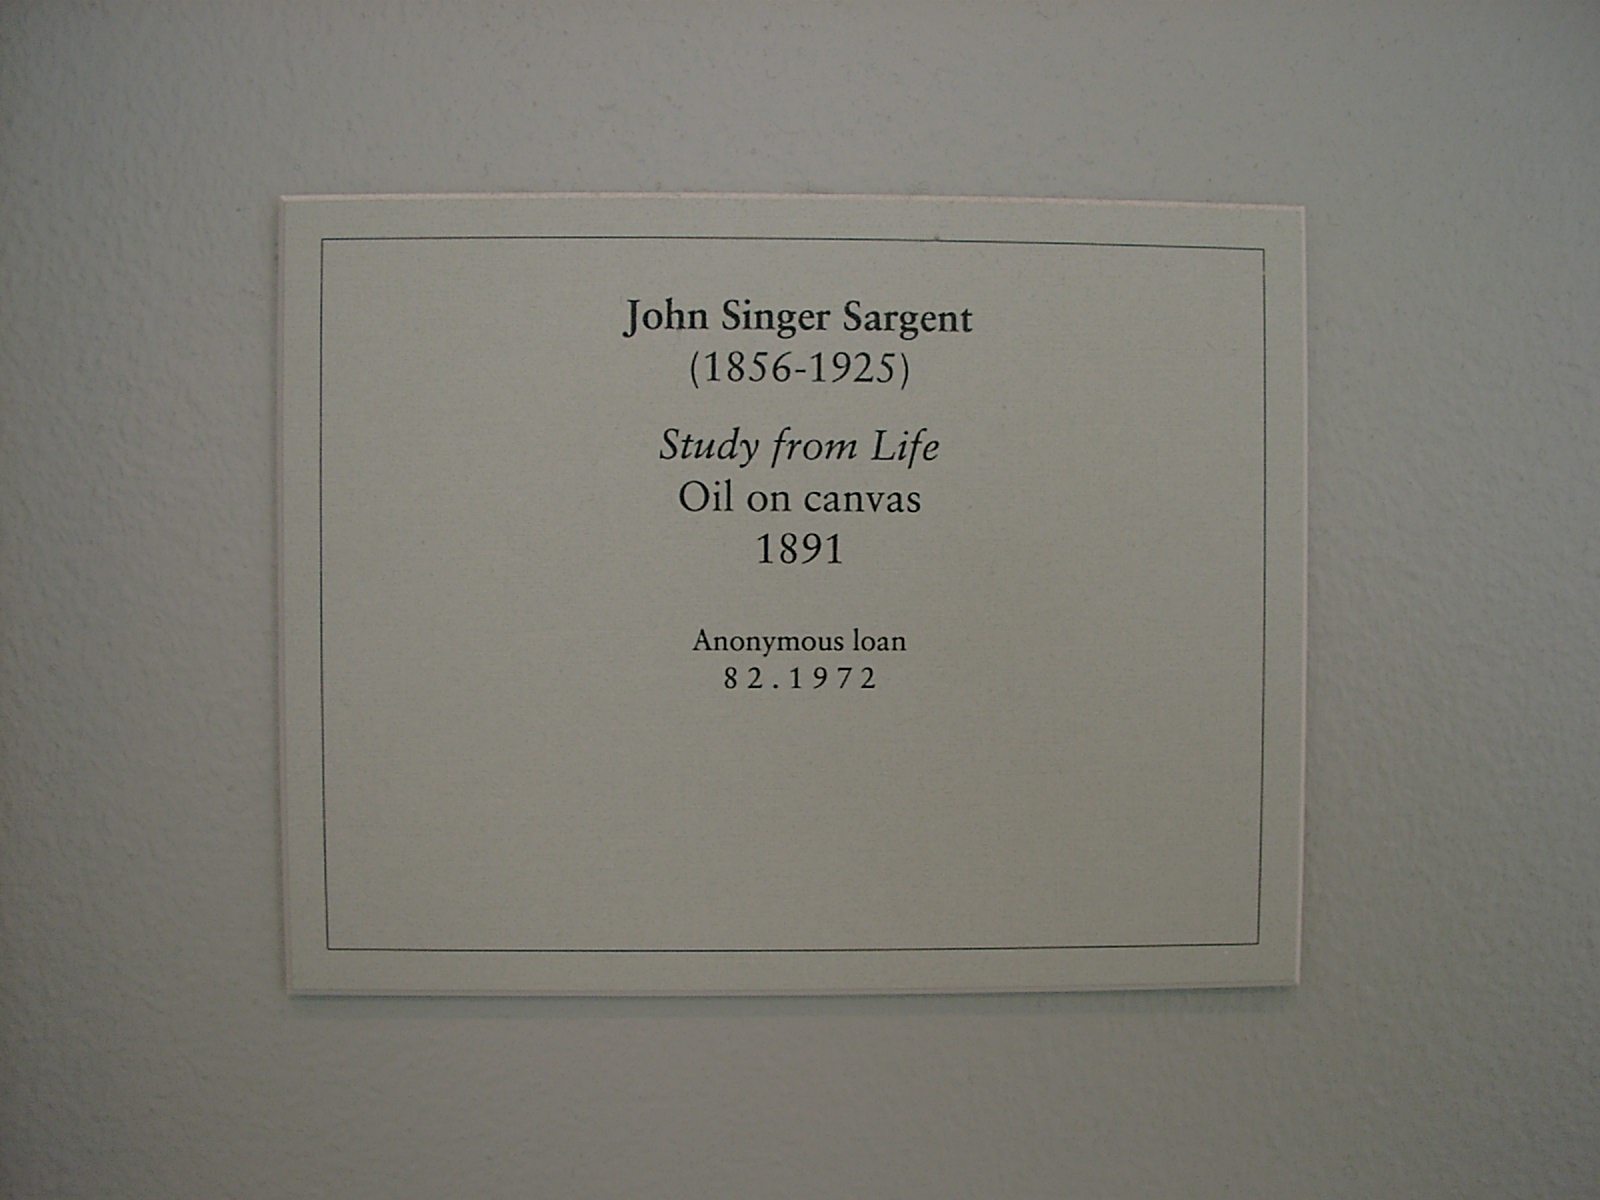 John Singer Sargent
(1856-1925)
Study from Life
Oil on canvas
1891
Anonymous loan
82.1972